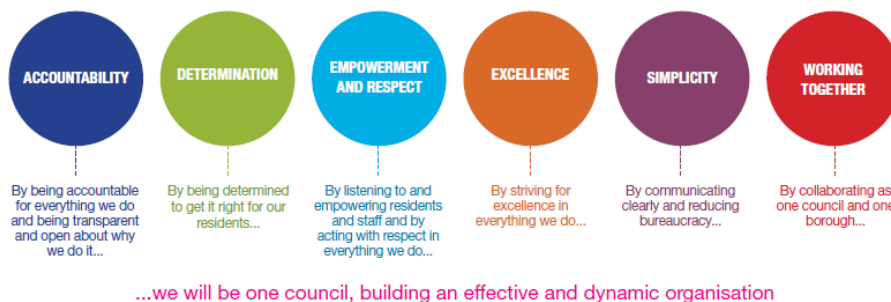 ACCOUNTABILITY
DETERMINATION
EMPOWERMENT
AND RESPECT
EXCELLENCE
SIMPLICITY
WORKING
TOGETHER
By being accountable
for everything we do
and being transparent
and open about why
we do it...
By being determined
to get it right for our
residents...
By listening to and
empowering residents
and staff and by
acting with respect in
everything we do...
By striving for
excellence in
everything we do...
By communicating
clearly and reducing
bureaucracy...
By collaborating as
one council and one
borough...
...we will be one council, building an effective and dynamic organisation